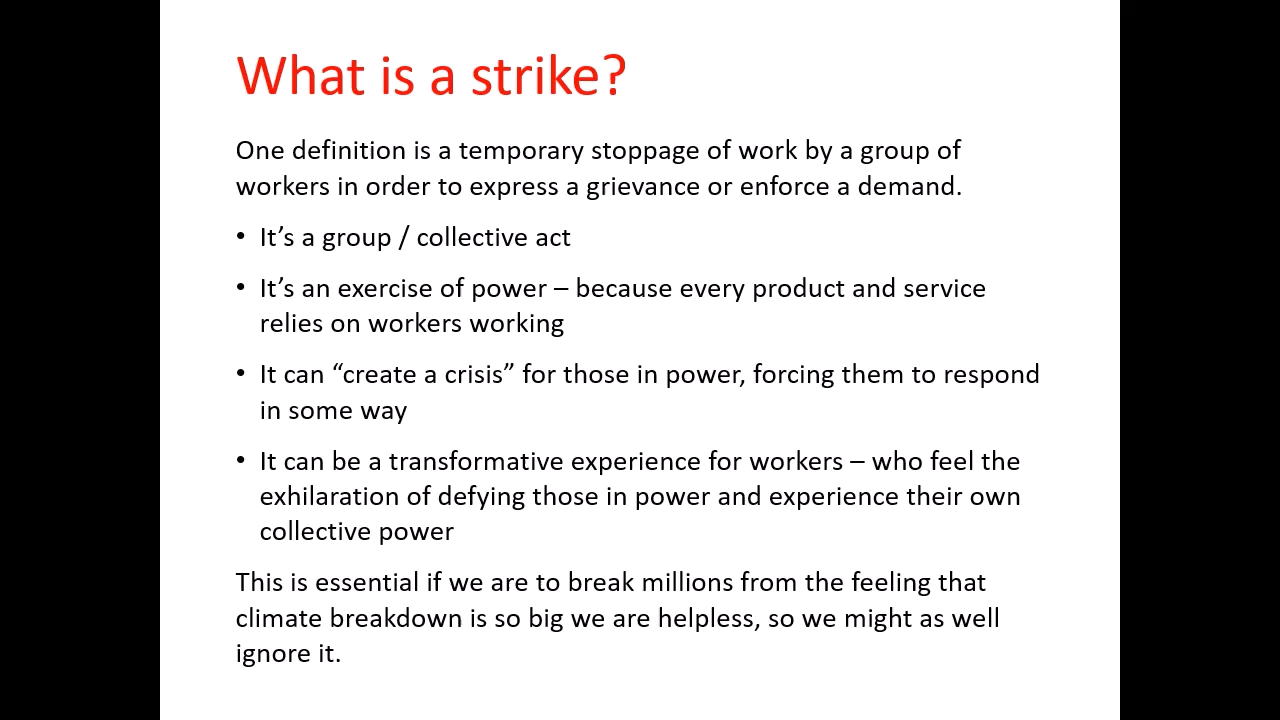 What is a strike?
One definition is a temporary stoppage of work by a group of
workers in order to express a grievance or enforce a demand.
• It’s a group / collective act
• It’s an exercise of power – because every product and service
relies on workers working
• It can “create a crisis” for those in power, forcing them to respond
in some way
• It can be a transformative experience for workers – who feel the
exhilaration of defying those in power and experience their own
collective power
This is essential if we are to break millions from the feeling that
climate breakdown is so big we are helpless, so we might as well
ignore it.